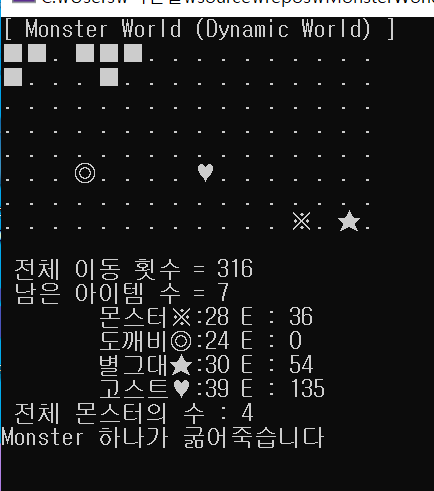 [ Monster World (Dynamic World) ]
■■. ■■■. . . . . . . . . .
■. . . ■. . . . . . . . . . .
. . . . . . . . . . . . . . . .
. . . . . . . . . . . . . . . .
. . . . . . . . . . . . . . . .
. . . ◎. . . . ♥. . . . . . .
. . . . . . . . . . . . . . . .
. . . . . . . . . . . . ※. ★.
전체 이동 횟수 = 316
남은 아이템 수 = 7
몬스터※:28 E : 36
도깨비◎:24 E : 0
별그대★:30 E : 54
고스트♥:39 E : 135
전체 몬스터의 수 : 4
Monster 하나가 굶어죽습니다